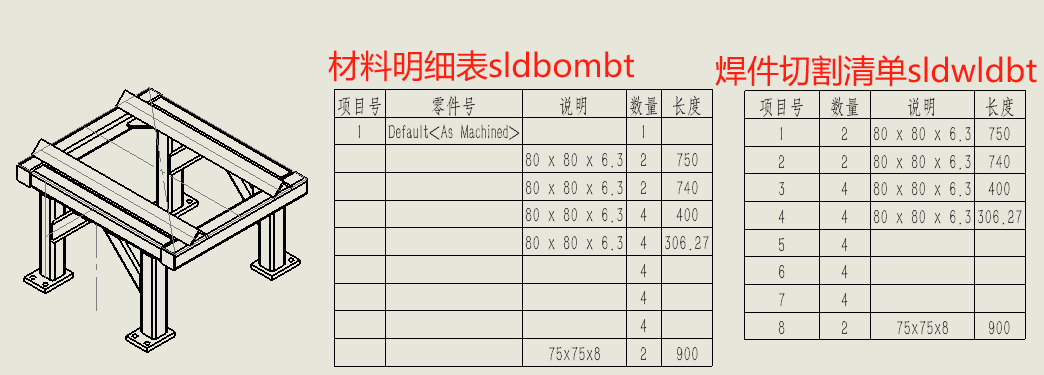 材料明细表sldbombt
项目号 零件号 说明 数量 长度
1 Default<As Machined> 1
80 x 80 x 6.3 2 750
80 x 80 x 6.3 2 740
80 x 80 x 6.3 4 400
80 x 80 x 6.3 4 306.27
4
4
4
75x75x8 2 900
焊件切割清单sldwldbt
项目号 数量 说明 长度
1 2 80 x 80 x 6.3 750
2 2 80 x 80 x 6.3 740
3 4 80 x 80 x 6.3 400
4 4 80 x 80 x 6.3 306.27
5 4
6 4
7 4
8 2 75x75x8 900